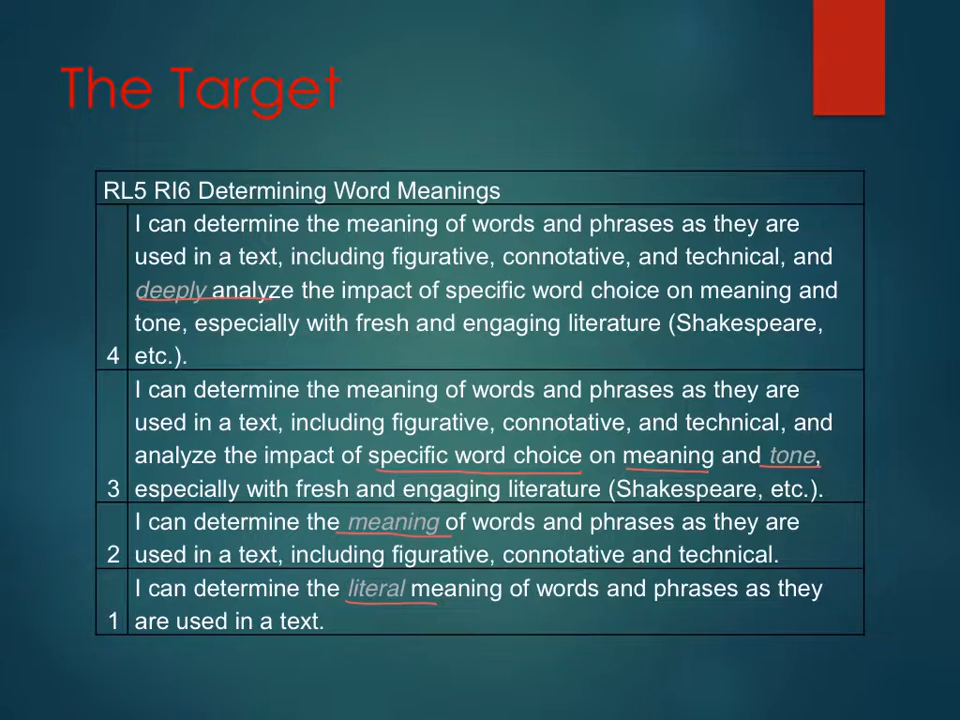 The Target
RL5 RI6 Determining Word Meanings
I can determine the meaning of words and phrases as they are
used in a text, including figurative, connotative, and technical, and
deeply analyze the impact of specific word choice on meaning and
tone, especially with fresh and engaging literature (Shakespeare,
4 etc.).
I can determine the meaning of words and phrases as they are
used in a text, including figurative, connotative, and technical, and
analyze the impact of specific word choice on meaning and tone,
3 especially with fresh and engaging literature (Shakespeare, etc.).
I can determine the meaning of words and phrases as they are
2 used in a text, including figurative, connotative and technical.
I can determine the literal meaning of words and phrases as they
1 are used in a text.